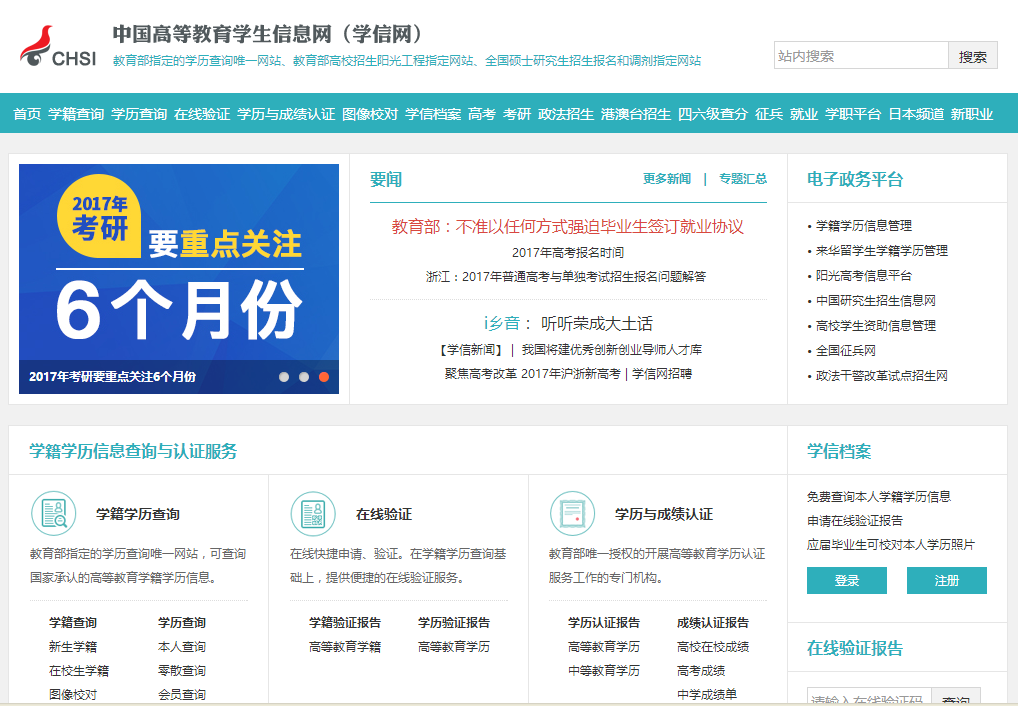 CHSI
中国高等教育学生信息网（学信网）
教育部指定的学历查询唯一网站、教育部高校招生阳光工程指定网站、全国硕士研究生招生报名和调剂指定网站
站内搜索 搜索
首页 学籍查询 学历查询 在线验证 学历与成绩认证 图像校对 学信档案 高考 考研 政法招生 港澳台招生 四六级查分 征兵 就业 学职平台 日本频道 新职业
2017年
考研
要重点关注
6个月份
2017年考研要重点关注6个月份
要闻 更多新闻 | 专题汇总
教育部：不准以任何方式强迫毕业生签订就业协议
2017年高考报名时间
浙江：2017年普通高考与单独考试招生报名问题解答
i乡音： 听听荣成大土话
【学信新闻】 | 我国将建优秀创新创业导师人才库
聚焦高考改革 2017年沪浙新高考 | 学信网招聘
电子政务平台
• 学籍学历信息管理
• 来华留学生学籍学历管理
• 阳光高考信息平台
• 中国研究生招生信息网
• 高校学生资助信息管理
• 全国征兵网
• 政法干警改革试点招生网
学籍学历信息查询与认证服务
学籍学历查询
教育部指定的学历查询唯一网站，可查询
国家承认的高等教育学籍学历信息。
学籍查询 学历查询
新生学籍 本人查询
在校生学籍 零散查询
图像校对 会员查询
在线验证
在线快捷申请、验证。在学籍学历查询基
础上，提供便捷的在线验证服务。
学籍验证报告 学历验证报告
高等教育学籍 高等教育学历
学历与成绩认证
教育部唯一授权的开展高等教育学历认证
服务工作的专门机构。
学历认证报告 成绩认证报告
高等教育学历 高校在校成绩
中等教育学历 高考成绩
中学成绩单
学信档案
免费查询本人学籍学历信息
申请在线验证报告
应届毕业生可校对本人学历照片
登录 注册
在线验证报告
请输入在线验证码 查询